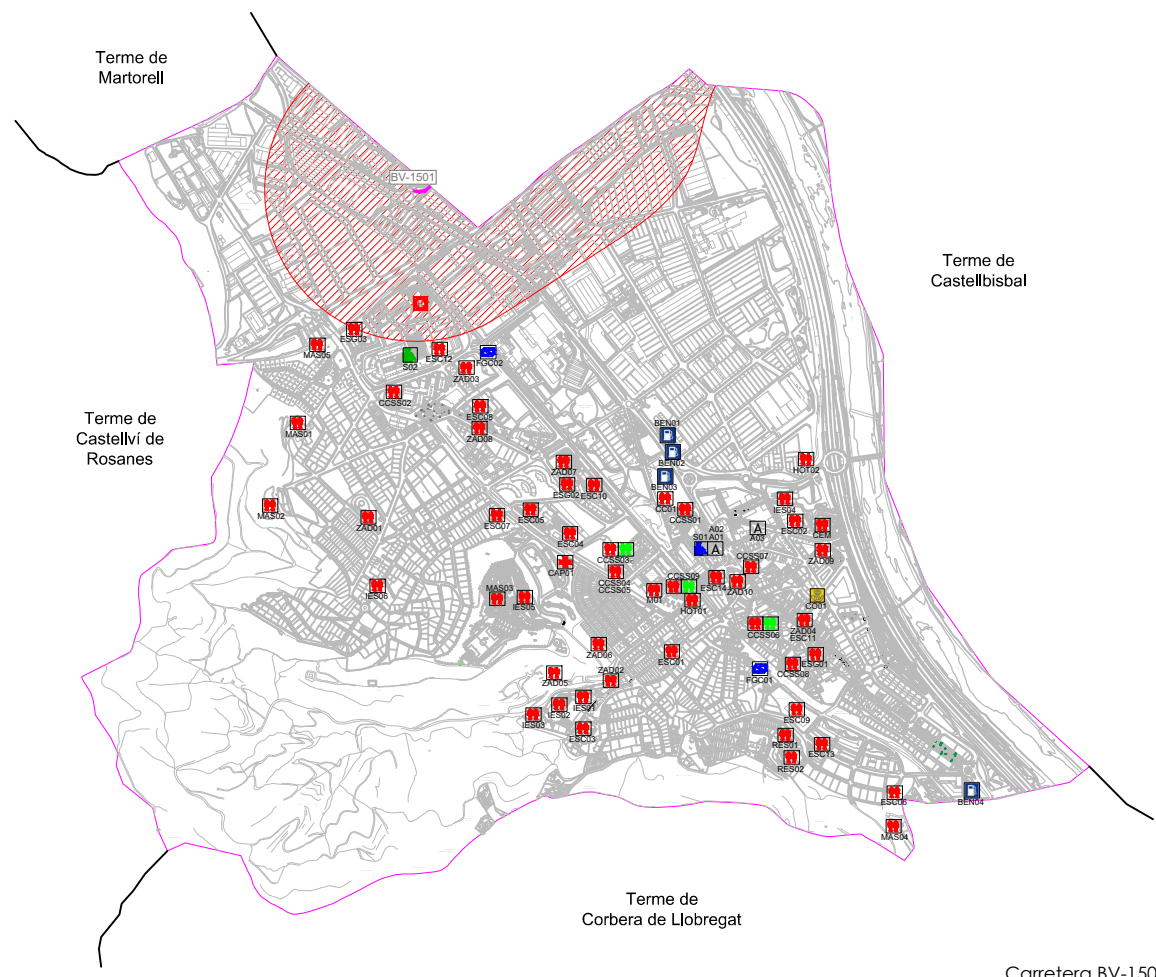 Terme de
Martorell
BV-1501
Terme de
Castellbisbal
ESG03
MAS05
S02
ESC12
FGC02
ZAD03
CCSS02
ESC08
ZAD08
Terme de
Castellví de
Rosanes
MAS01
BEN01
BEN02
BEN03
HOT02
ZAD07
ESG02
ESC10
CC01
CCSS01
IES04
MAS02
ZAD01
ESC07
ESC05
ESC04
ESC02
CEM
A02
S01
A01
A
A
A03
CCSS03
ZAD09
CAP01
CCSS04
CCSS05
CCSS07
CCSS09
ESC14
ZAD10
IES06
MAS03
IES05
M01
HOT01
CO01
CCSS06
ZAD04
ESC11
ZAD06
ESC01
ESG01
CCSS08
FGC01
ZAD05
ZAD02
IES01
IES02
IES03
ESC03
ESC09
RES01
ESC13
RES02
ESC06
BEN04
MAS04
Terme de
Corbera de Llobregat
Carretera BV-150